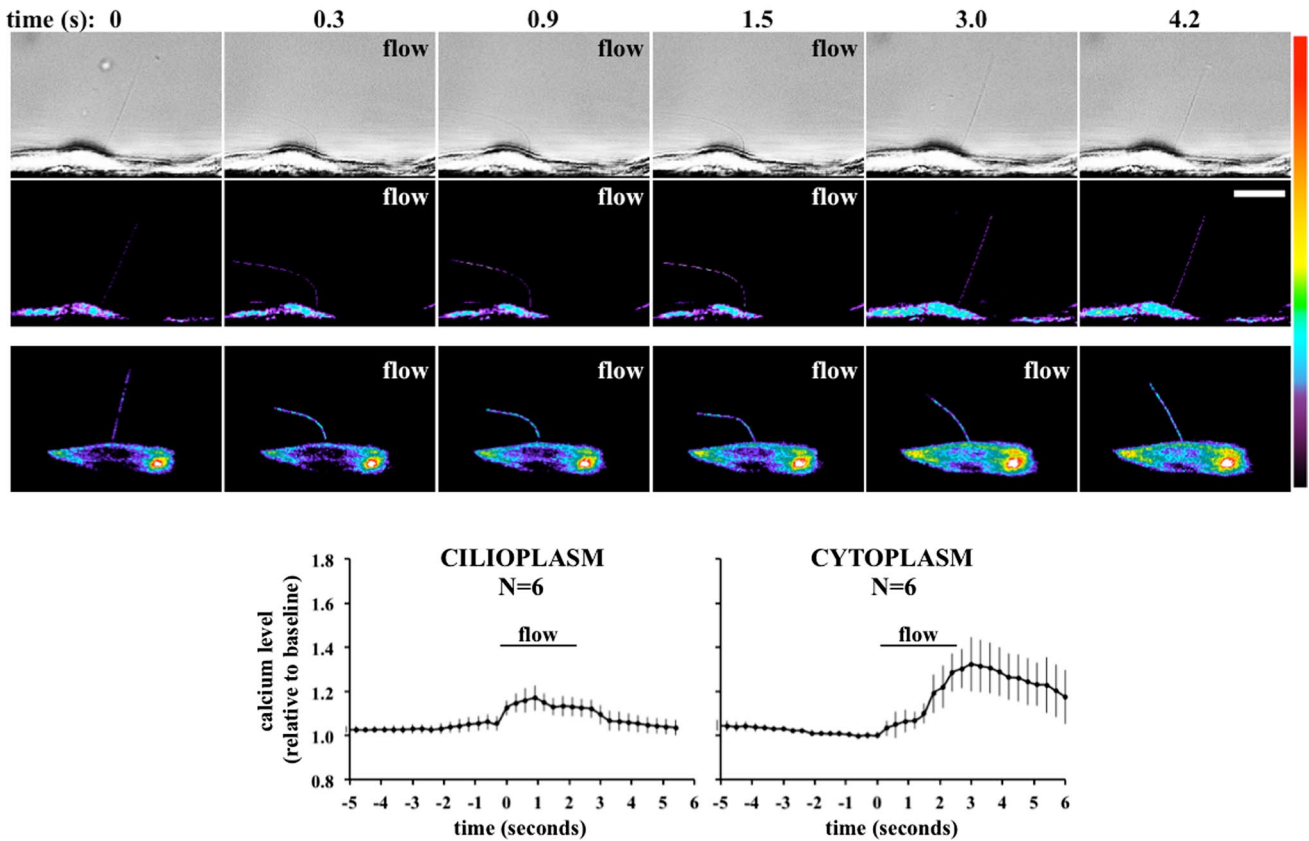 time (s): 0 0.3 0.9 1.5 3.0 4.2
flow flow flow
flow flow flow
flow flow flow flow
CILIOPLASM
N=6
flow
calcium level
(relative to baseline)
1.8
1.6
1.4
1.2
1.0
0.8
-5 -4 -3 -2 -1 0 1 2 3 4 5 6
time (seconds)
CYTOPLASM
N=6
flow
-5 -4 -3 -2 -1 0 1 2 3 4 5 6
time (seconds)